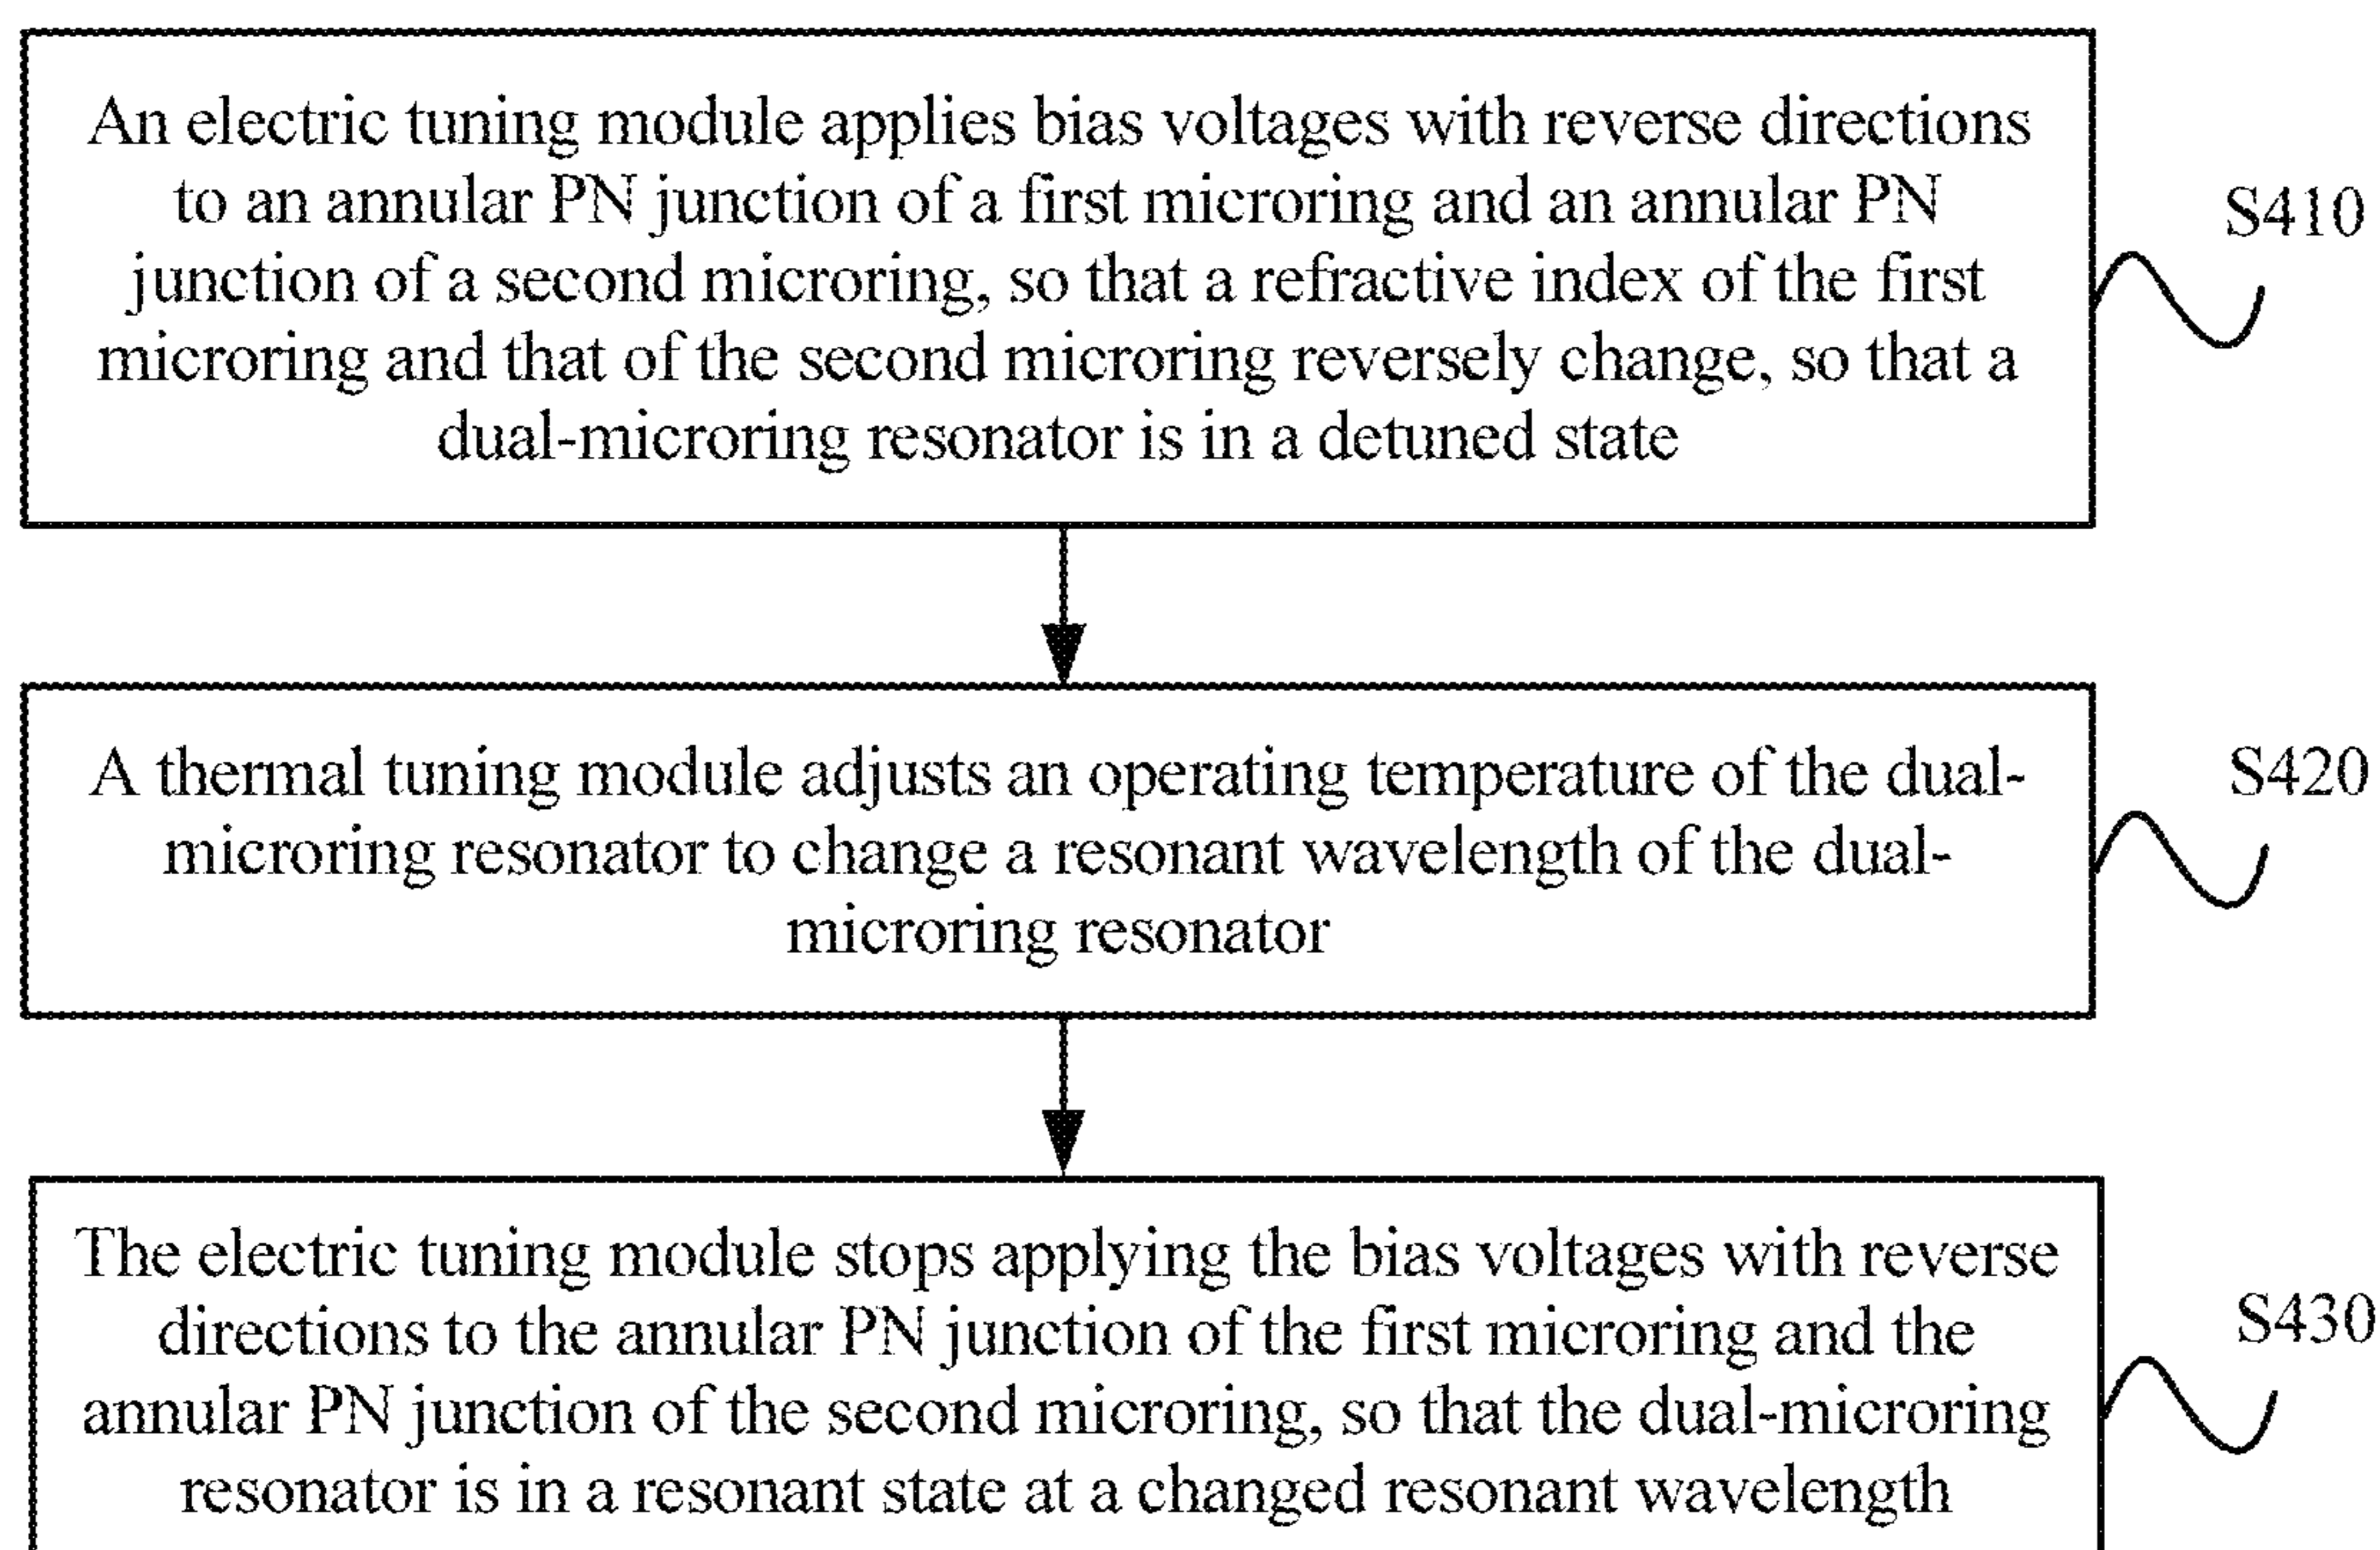 An electric tuning module applies bias voltages with reverse directions
to an annular PN junction of a first microring and an annular PN
junction of a second microring, so that a refractive index of the first
microring and that of the second microring reversely change, so that a
dual-microring resonator is in a detuned state
S410
A thermal tuning module adjusts an operating temperature of the dual-
microring resonator to change a resonant wavelength of the dual-
microring resonator
S420
The electric tuning module stops applying the bias voltages with reverse
directions to the annular PN junction of the first microring and the
annular PN junction of the second microring, so that the dual-microring
resonator is in a resonant state at a changed resonant wavelength
S430